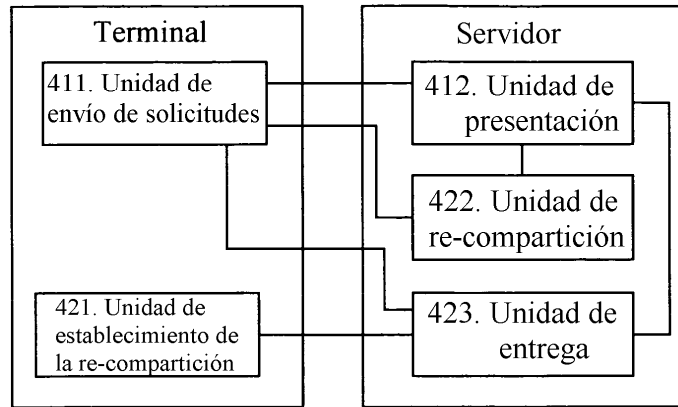 Terminal
411. Unidad de
envío de solicitudes
421. Unidad de
establecimiento de
la re-compartición
Servidor
412. Unidad de
presentación
422. Unidad de
re-compartición
423. Unidad de
entrega